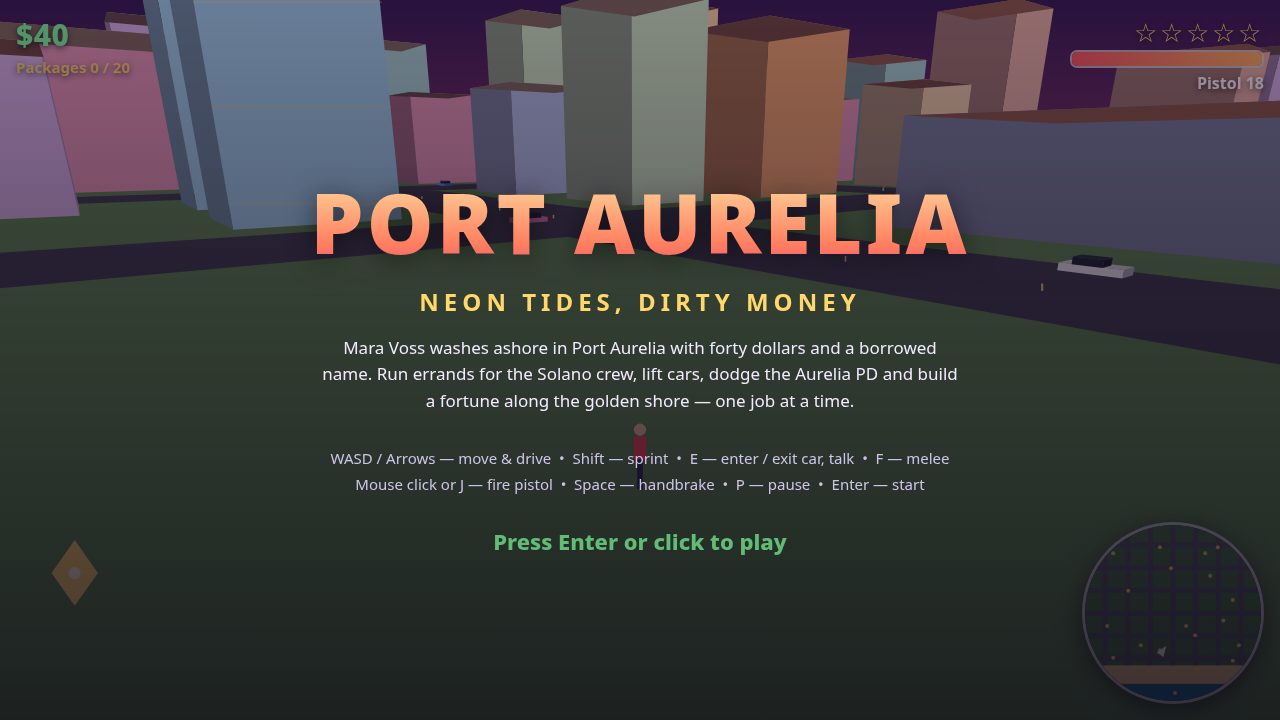 $40
Packages 0 / 20
☆☆☆☆☆
Pistol 18
PORT AURELIA
NEON TIDES, DIRTY MONEY
Mara Voss washes ashore in Port Aurelia with forty dollars and a borrowed
name. Run errands for the Solano crew, lift cars, dodge the Aurelia PD and build
a fortune along the golden shore — one job at a time.
WASD / Arrows — move & drive • Shift — sprint • E — enter / exit car, talk • F — melee
Mouse click or J — fire pistol • Space — handbrake • P — pause • Enter — start
Press Enter or click to play